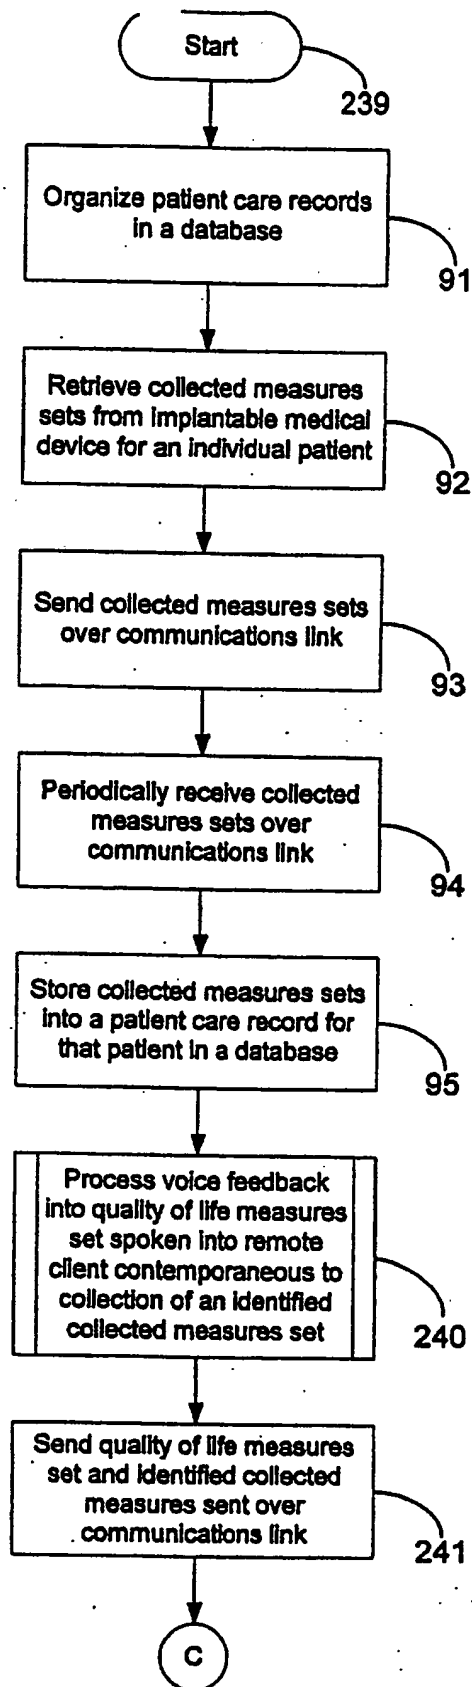 Start
239
Organize patient care records
in a database
91
Retrieve collected measures
sets from implantable medical
device for an individual patient
92
Send collected measures sets
over communications link
93
Periodically receive collected
measures sets over
communications link
94
Store collected measures sets
into a patient care record for
that patient in a database
95
Process voice feedback
into quality of life measures
set spoken into remote
client contemporaneous to
collection of an identified
collected measures set
240
Send quality of life measures
set and identified collected
measures sent over
communications link
241
C